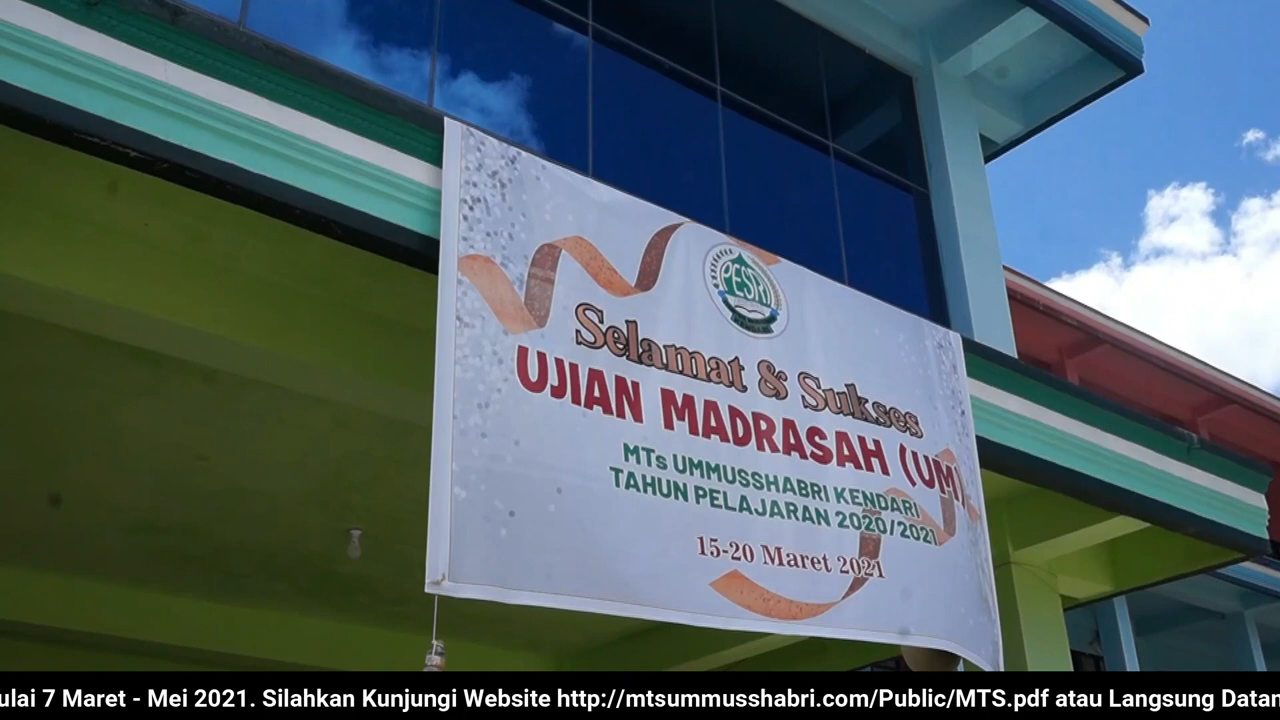 PESRI
Selamat & Sukses
UJIAN MADRASAH (UM)
MTs UMMUSSHABRI KENDARI
TAHUN PELAJARAN 2020/2021
15-20 Maret 2021
ulai 7 Maret - Mei 2021. Silahkan Kunjungi Website http://mtsummusshabri.com/Public/MTS.pdf atau Langsung Datan